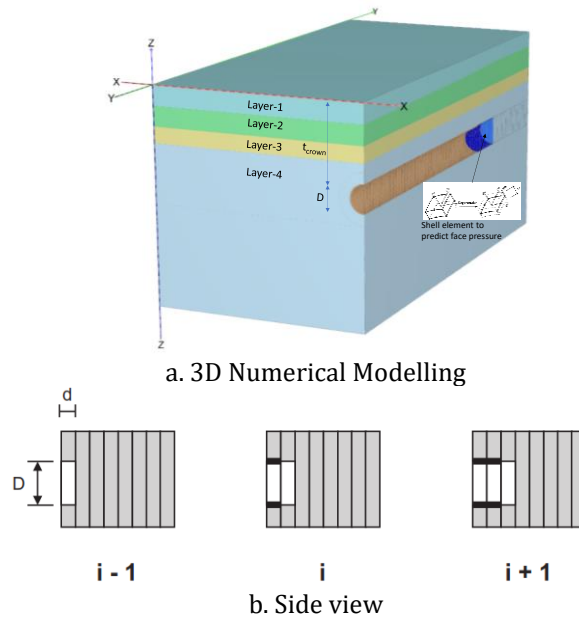 Y
Z
X
Y
X
Layer-1
Layer-2
Layer-3
t_crown
Layer-4
D
Shell element to
predict face pressure
Z
a. 3D Numerical Modelling
d
D
i - 1
i
i + 1
b. Side view